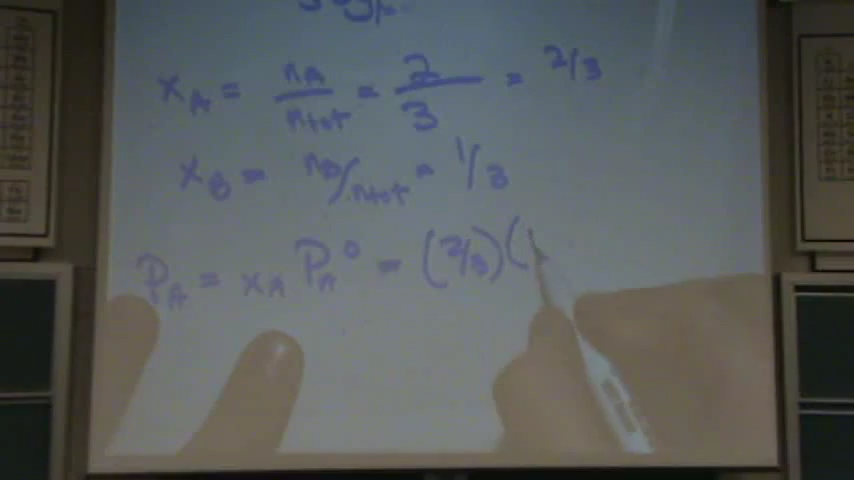 x_A = n_A / n_tot = 2/3 = 2/3
x_B = n_B / n_tot = 1/3
P_A = x_A P_A° = (2/3)(